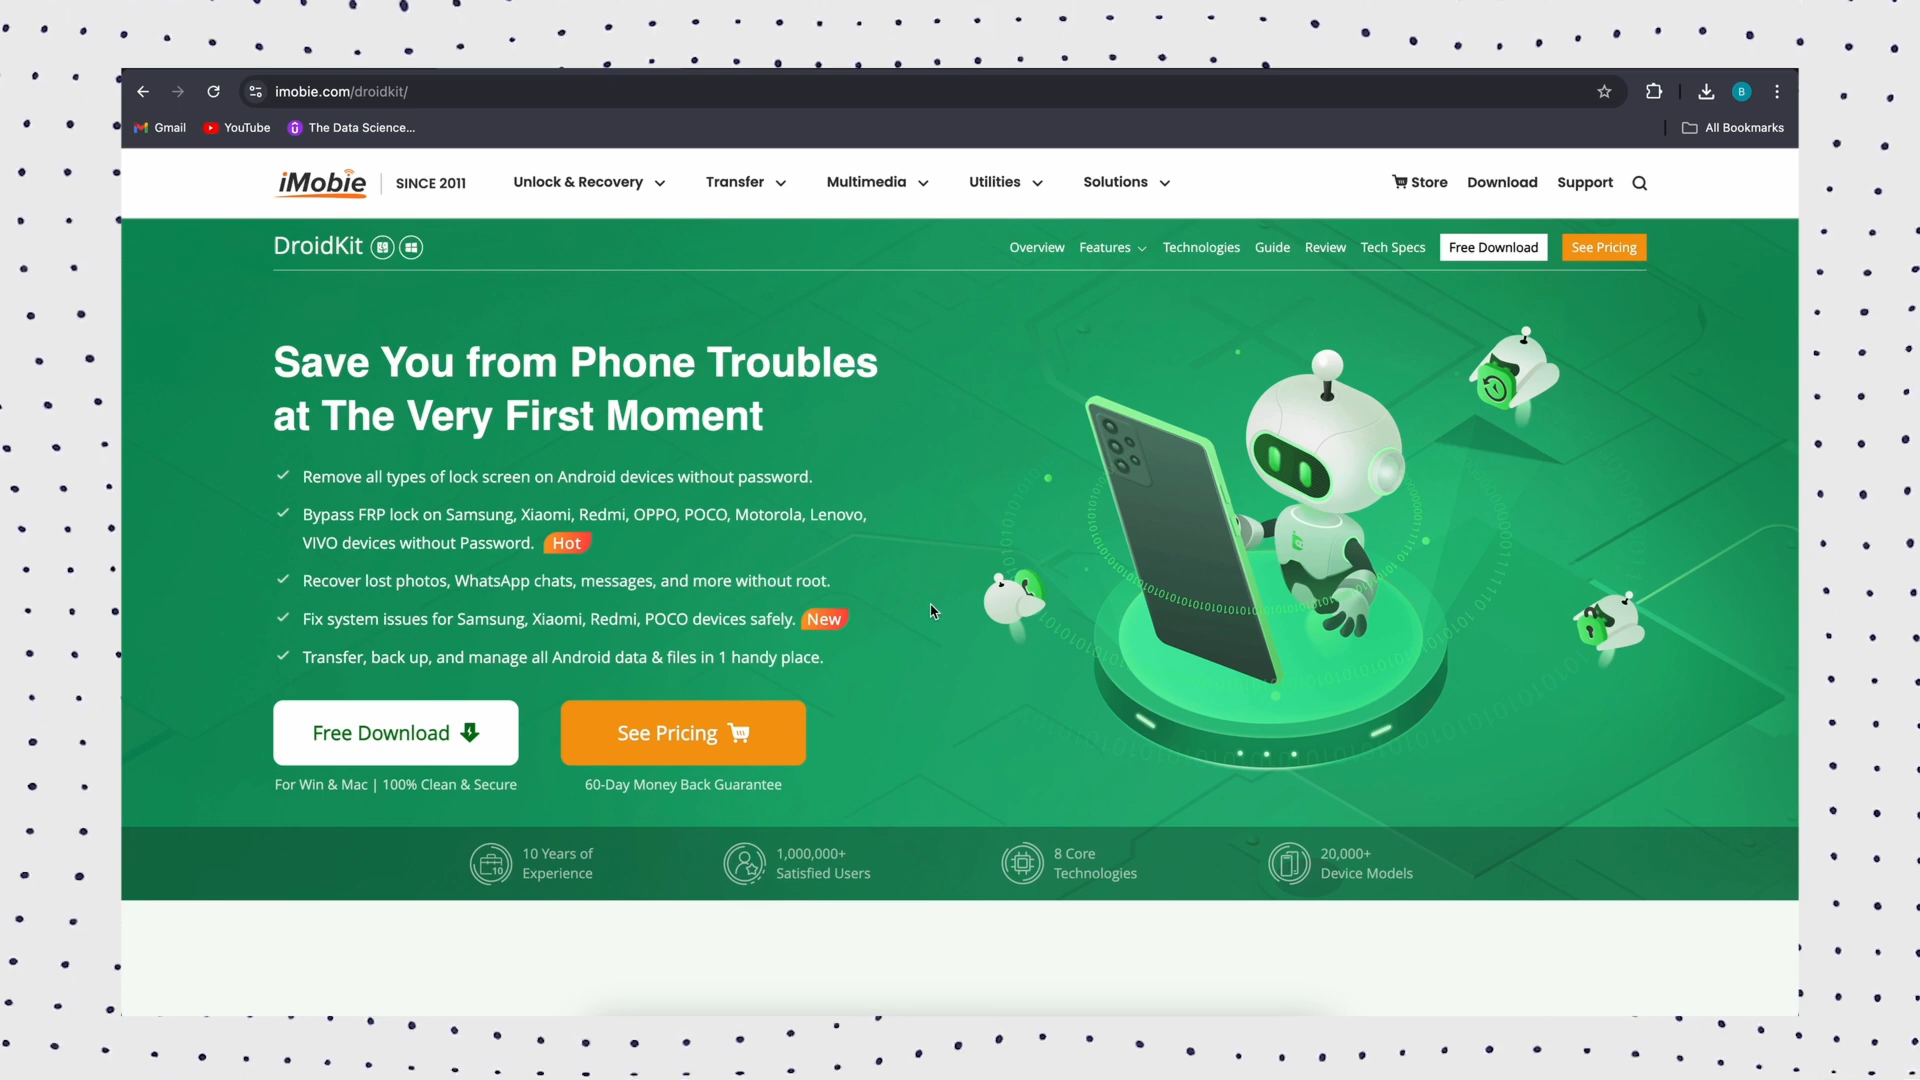 imobie.com/droidkit/
B
Gmail
YouTube
The Data Science...
All Bookmarks
iMobie
SINCE 2011
Unlock & Recovery
Transfer
Multimedia
Utilities
Solutions
Store
Download
Support
DroidKit
Overview
Features
Technologies
Guide
Review
Tech Specs
Free Download
See Pricing
Save You from Phone Troubles
at The Very First Moment
Remove all types of lock screen on Android devices without password.
Bypass FRP lock on Samsung, Xiaomi, Redmi, OPPO, POCO, Motorola, Lenovo,
VIVO devices without Password. Hot
Recover lost photos, WhatsApp chats, messages, and more without root.
Fix system issues for Samsung, Xiaomi, Redmi, POCO devices safely. New
Transfer, back up, and manage all Android data & files in 1 handy place.
Free Download
See Pricing
For Win & Mac | 100% Clean & Secure
60-Day Money Back Guarantee
10
10 Years of
Experience
1,000,000+
Satisfied Users
8 Core
Technologies
20,000+
Device Models